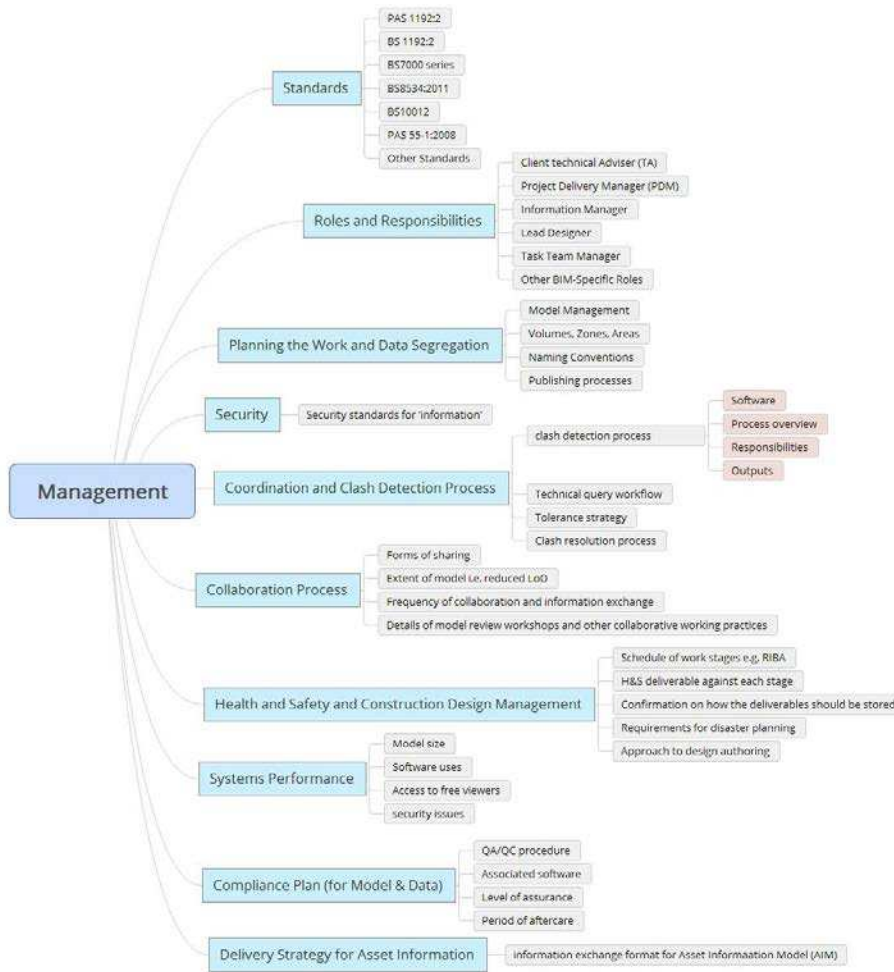 Management
Standards
PAS 1192:2
BS 1192:2
BS7000 series
BS8534:2011
BS10012
PAS 55-1:2008
Other Standards
Roles and Responsibilities
Client technical Adviser (TA)
Project Delivery Manager (PDM)
Information Manager
Lead Designer
Task Team Manager
Other BIM-Specific Roles
Planning the Work and Data Segregation
Model Management
Volumes, Zones, Areas
Naming Conventions
Publishing processes
Security
Security standards for 'information'
Coordination and Clash Detection Process
clash detection process
Software
Process overview
Responsibilities
Outputs
Technical query workflow
Tolerance strategy
Clash resolution process
Collaboration Process
Forms of sharing
Extent of model i.e. reduced LoD
Frequency of collaboration and information exchange
Details of model review workshops and other collaborative working practices
Health and Safety and Construction Design Management
Schedule of work stages e.g. RIBA
H&S deliverable against each stage
Confirmation on how the deliverables should be stored
Requirements for disaster planning
Approach to design authoring
Systems Performance
Model size
Software uses
Access to free viewers
security issues
Compliance Plan (for Model & Data)
QA/QC procedure
Associated software
Level of assurance
Period of aftercare
Delivery Strategy for Asset Information
information exchange format for Asset Informaation Model (AIM)